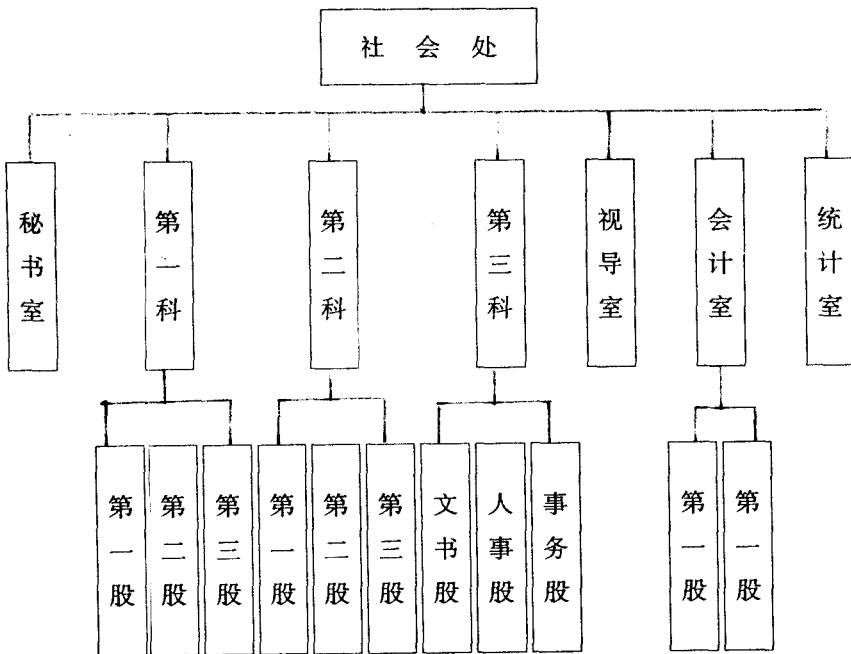 社会处
秘书室
第一科
第二科
第三科
视导室
会计室
统计室
第一股
第二股
第三股
第一股
第二股
第三股
文书股
人事股
事务股
第一股
第一股